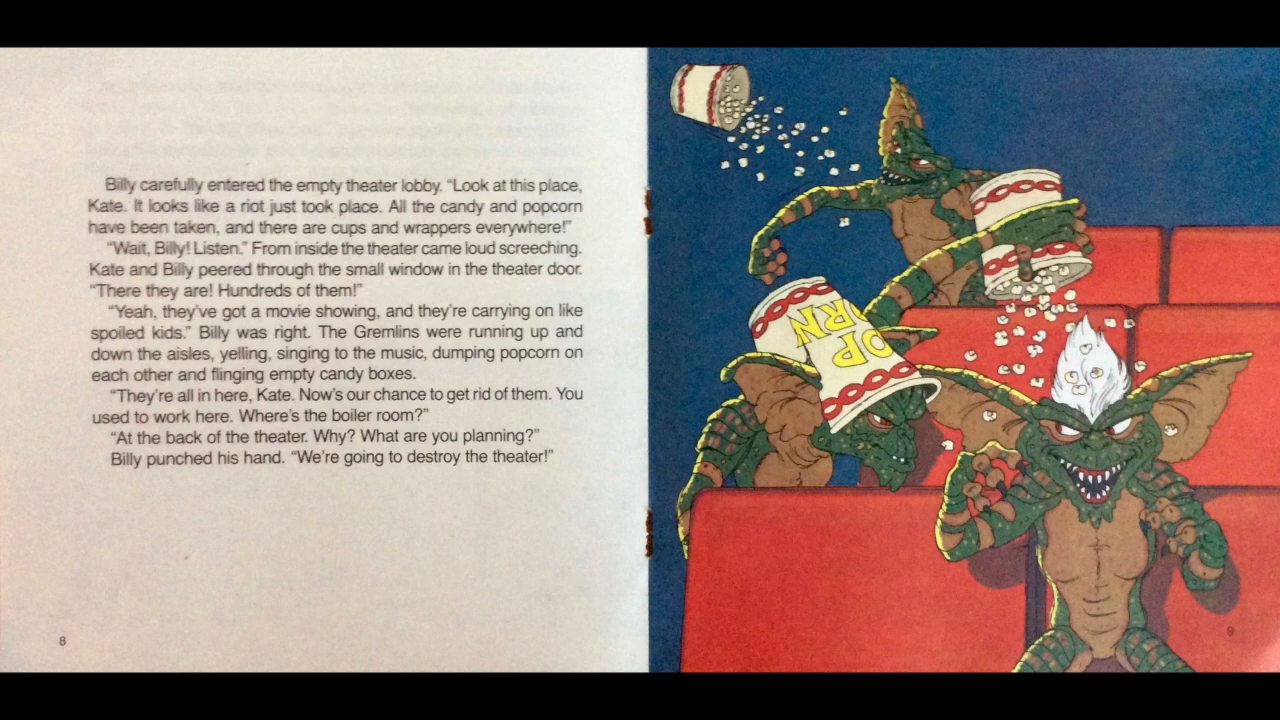 Billy carefully entered the empty theater lobby. “Look at this place,
Kate. It looks like a riot just took place. All the candy and popcorn
have been taken, and there are cups and wrappers everywhere!”
“Wait, Billy! Listen.” From inside the theater came loud screeching.
Kate and Billy peered through the small window in the theater door.
“There they are! Hundreds of them!”
“Yeah, they’ve got a movie showing, and they’re carrying on like
spoiled kids.” Billy was right. The Gremlins were running up and
down the aisles, yelling, singing to the music, dumping popcorn on
each other and flinging empty candy boxes.
“They’re all in here, Kate. Now’s our chance to get rid of them. You
used to work here. Where’s the boiler room?”
“At the back of the theater. Why? What are you planning?”
Billy punched his hand. “We’re going to destroy the theater!”
8
POP
CORN
9